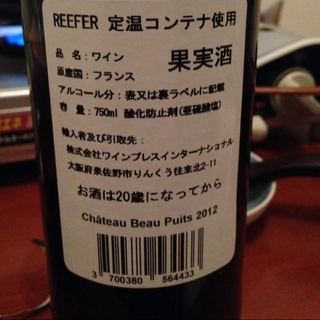 REEFER 定温コンテナ使用
品 名：ワイン
果実酒
原産国：フランス
アルコール分：表又は裏ラベルに記載
容 量：750ml 酸化防止剤(亜硫酸塩)
輸入者及び引取先：
株式会社ワインプレスインターナショナル
大阪府泉佐野市りんくう往来北2-11
お酒は20歳になってから
Château Beau Puits 2012
3 700380 564433